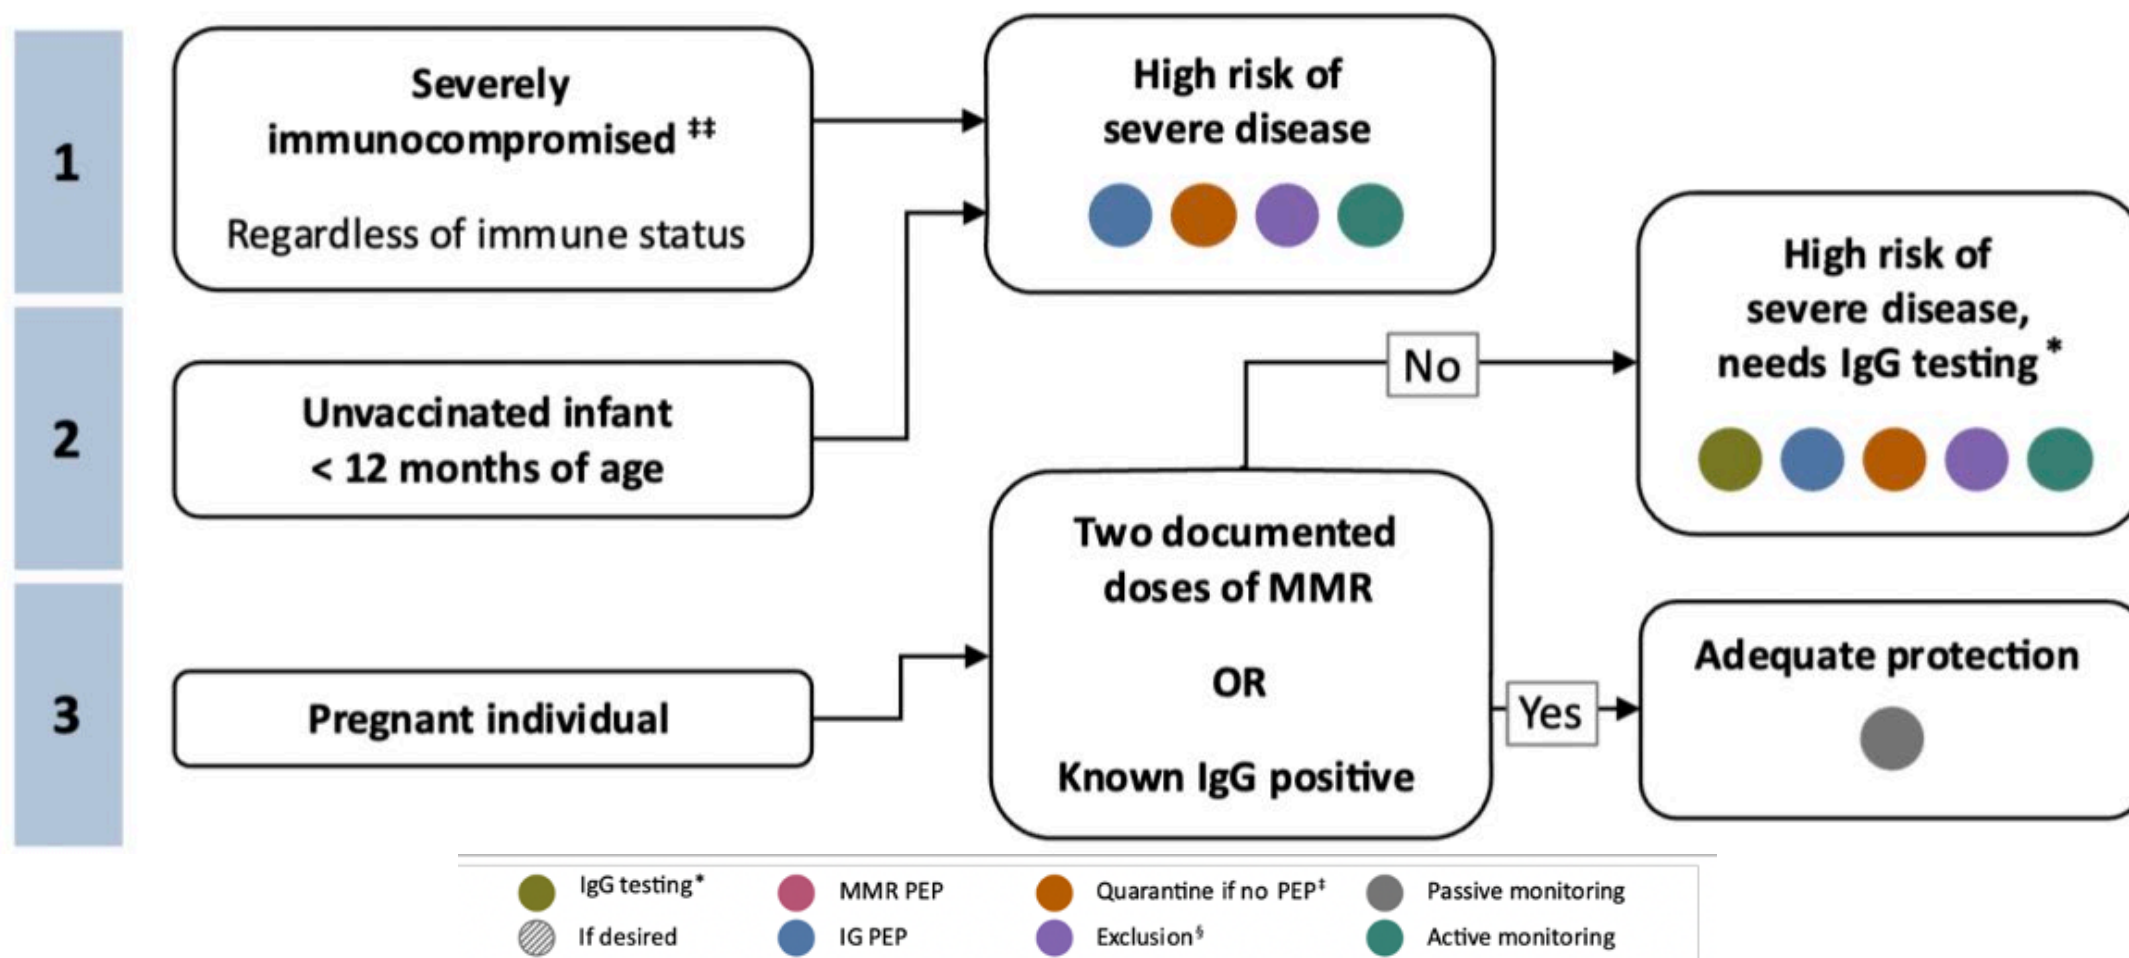 1
Severely
immunocompromised ‡‡
Regardless of immune status
High risk of
severe disease
2
Unvaccinated infant
< 12 months of age
No
High risk of
severe disease,
needs IgG testing *
3
Pregnant individual
Two documented
doses of MMR
OR
Known IgG positive
Yes
Adequate protection
IgG testing*
MMR PEP
Quarantine if no PEP‡
Passive monitoring
If desired
IG PEP
Exclusion§
Active monitoring